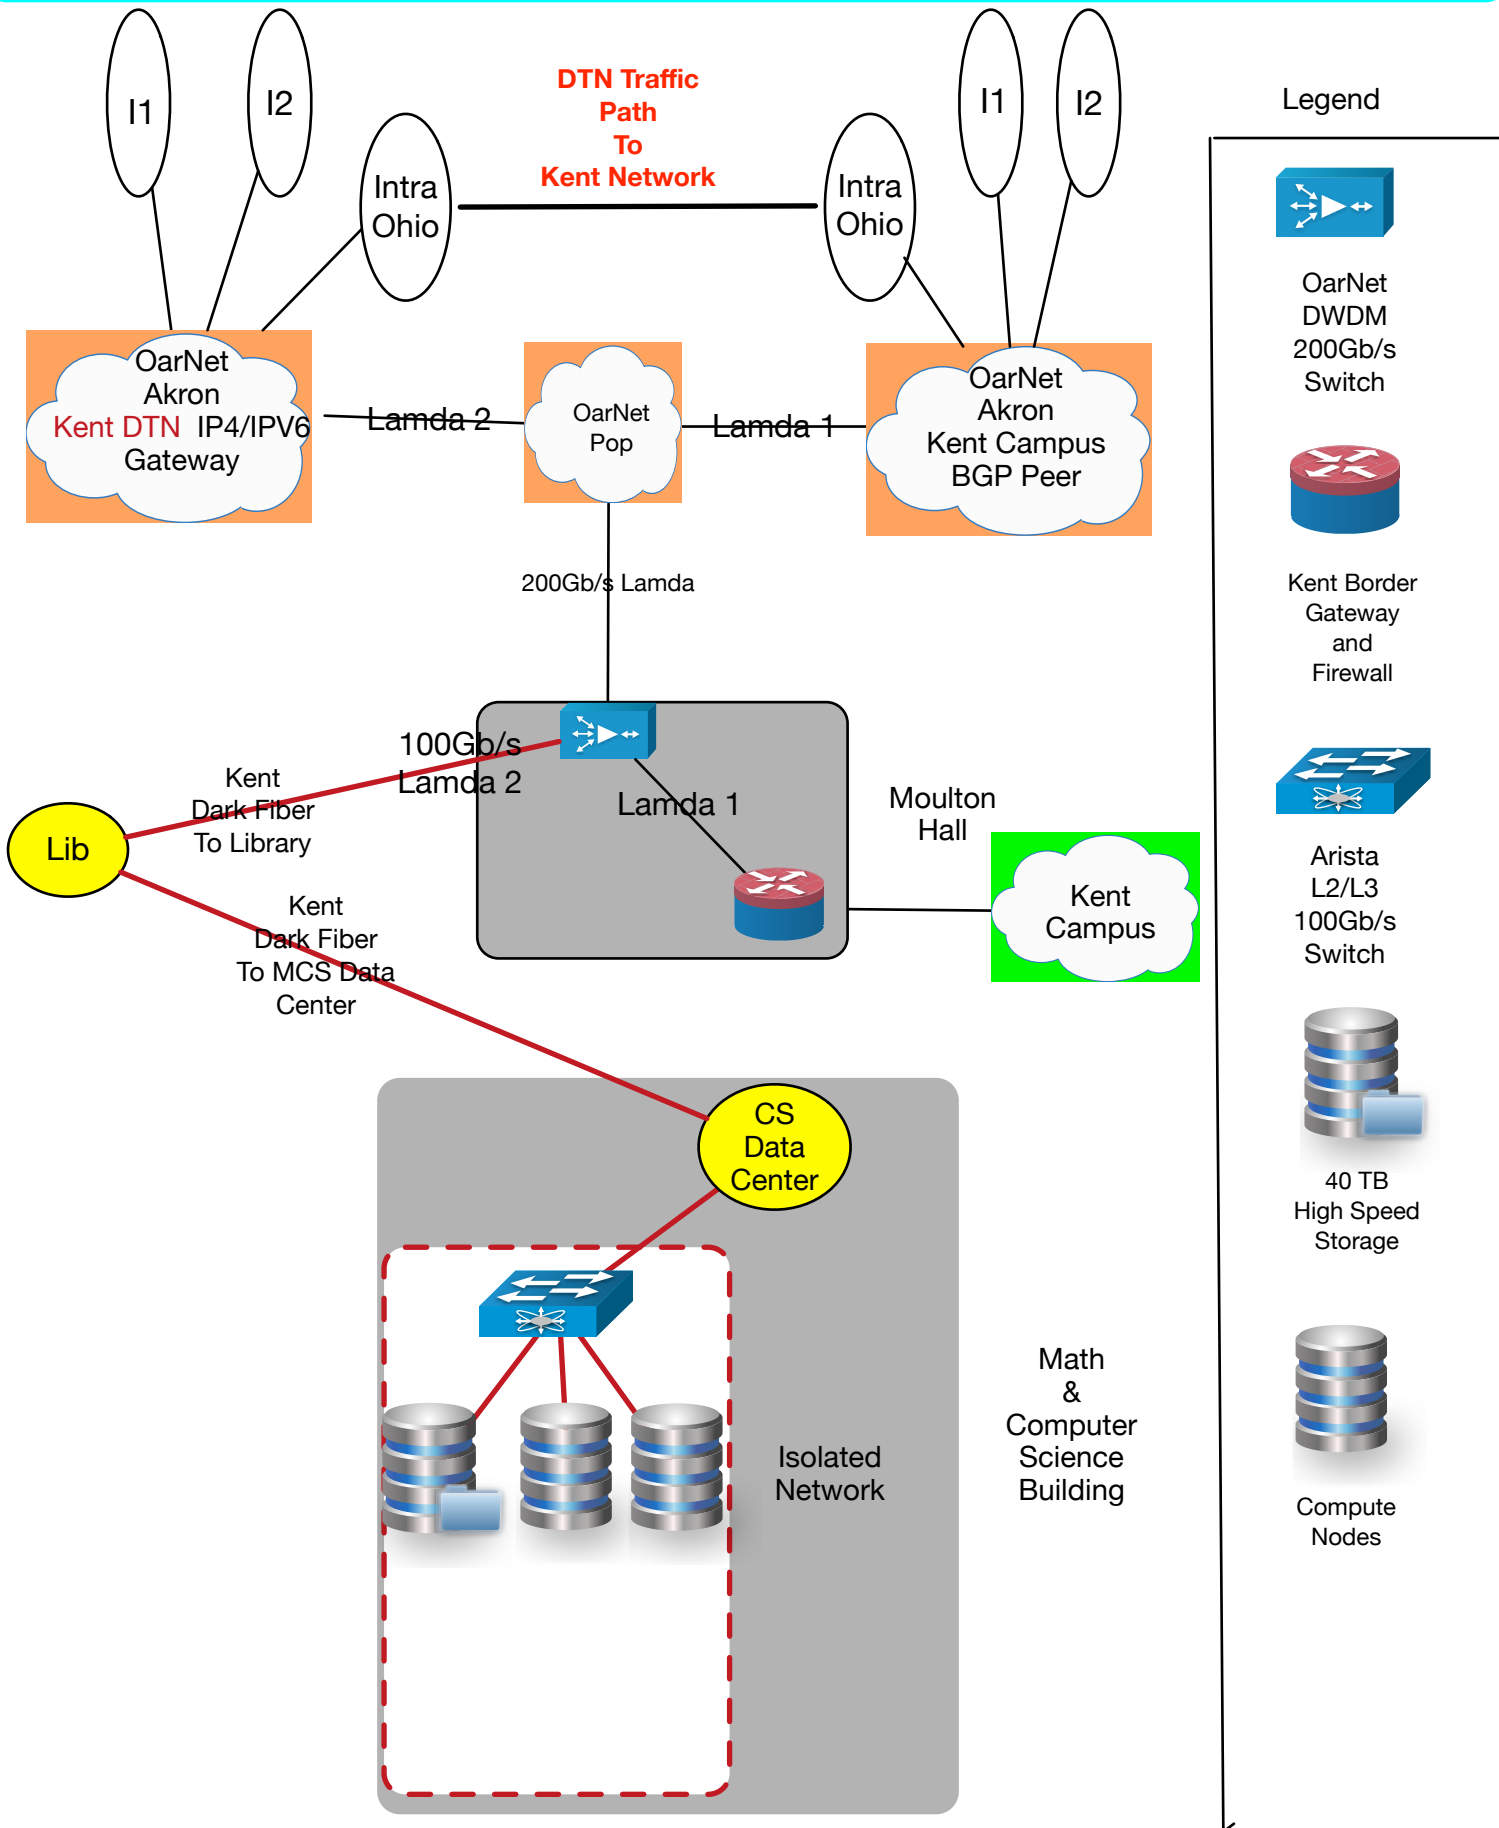 I1
I2
DTN Traffic
Path
To
Kent Network
I1
I2
Legend
Intra
Ohio
Intra
Ohio
OarNet
DWDM
200Gb/s
Switch
OarNet
Akron
Kent DTN IP4/IPV6
Gateway
Lamda 2
OarNet
Pop
Lamda 1
OarNet
Akron
Kent Campus
BGP Peer
Kent Border
Gateway
and
Firewall
200Gb/s Lamda
100Gb/s
Lamda 2
Kent
Dark Fiber
To Library
Lamda 1
Moulton
Hall
Lib
Kent
Campus
Arista
L2/L3
100Gb/s
Switch
Kent
Dark Fiber
To MCS Data
Center
CS
Data
Center
40 TB
High Speed
Storage
Isolated
Network
Math
&
Computer
Science
Building
Compute
Nodes